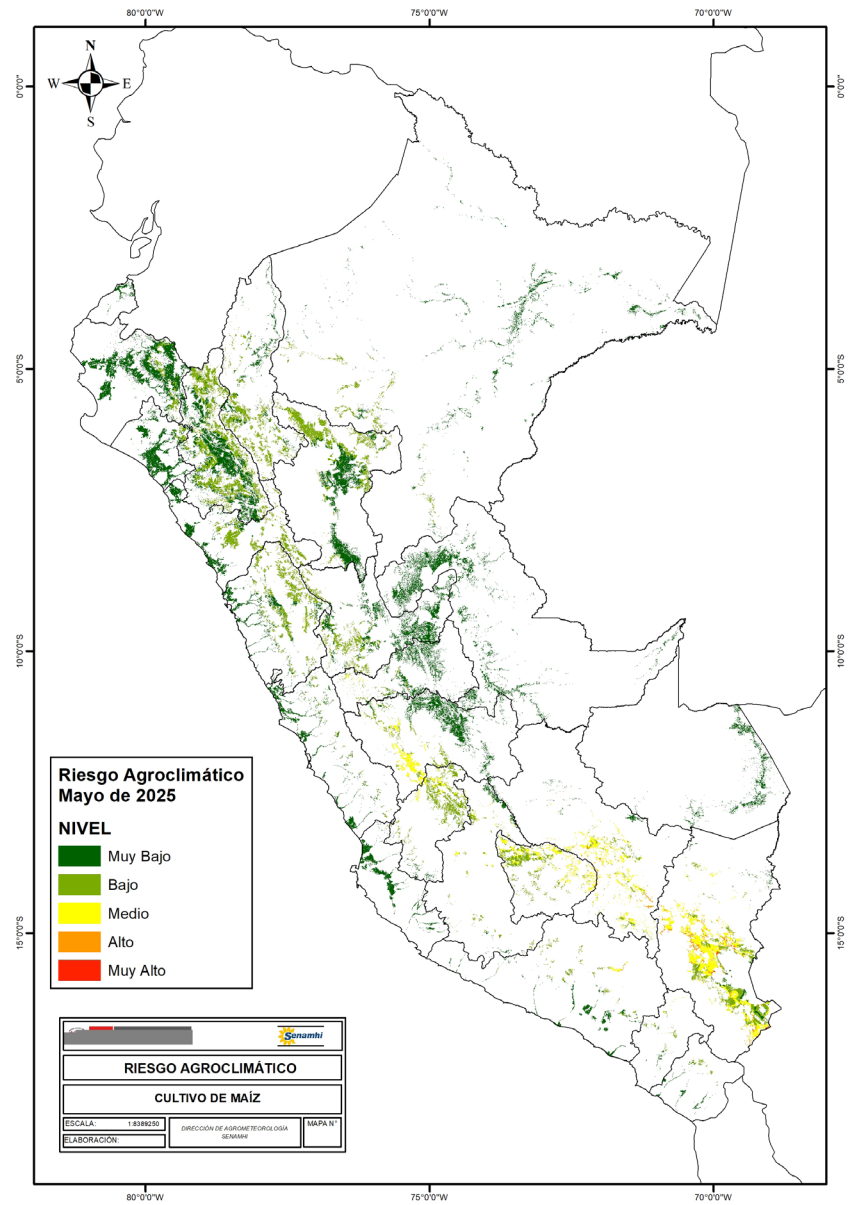 80°0'0"W
75°0'0"W
70°0'0"W
N
W
E
S
0°0'0"
0°0'0"
5°0'0"S
5°0'0"S
10°0'0"S
10°0'0"S
15°0'0"S
15°0'0"S
Riesgo Agroclimático
Mayo de 2025
NIVEL
Muy Bajo
Bajo
Medio
Alto
Muy Alto
Senamhi
RIESGO AGROCLIMÁTICO
CULTIVO DE MAÍZ
ESCALA: 1:8389250
ELABORACIÓN:
DIRECCIÓN DE AGROMETEOROLOGÍA
SENAMHI
MAPA N°
80°0'0"W
75°0'0"W
70°0'0"W